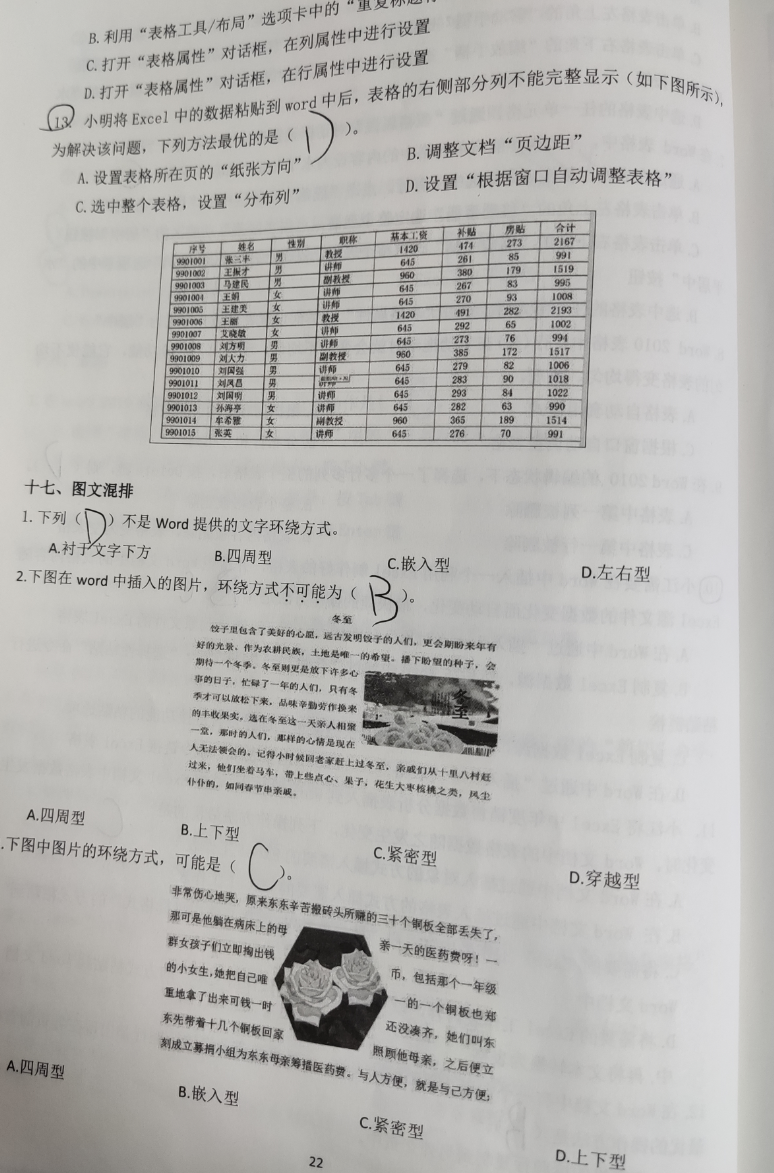 B.利用“表格工具/布局”选项卡中的“重复标题
C.打开“表格属性”对话框，在列属性中进行设置
D.打开“表格属性”对话框，在行属性中进行设置
13. 小明将Excel中的数据粘贴到word中后，表格的右侧部分列不能完整显示（如下图所示），
为解决该问题，下列方法最优的是（ D ）。
A.设置表格所在页的“纸张方向” B.调整文档“页边距”
C.选中整个表格，设置“分布列” D.设置“根据窗口自动调整表格”
序号 姓名 性别 职称 基本工资 补贴 房贴 合计
9901001 张三丰 男 教授 1420 474 273 2167
9901002 王振才 男 讲师 645 261 85 991
9901003 马建民 男 副教授 960 380 179 1519
9901004 王娟 女 讲师 645 267 83 995
9901005 王建美 女 讲师 645 270 93 1008
9901006 王丽 女 教授 1420 491 282 2193
9901007 艾晓敏 女 讲师 645 292 65 1002
9901008 刘方明 男 讲师 645 273 76 994
9901009 刘大力 男 副教授 960 385 172 1517
9901010 刘国强 男 讲师 645 279 82 1006
9901011 刘凤昌 男 讲师 645 283 90 1018
9901012 刘国明 男 讲师 645 293 84 1022
9901013 孙海亭 女 讲师 645 282 63 990
9901014 牟希雅 女 副教授 960 365 189 1514
9901015 张英 女 讲师 645 276 70 991
十七、图文混排
1.下列（ D ）不是Word提供的文字环绕方式。
A.衬于文字下方 B.四周型 C.嵌入型 D.左右型
2.下图在word中插入的图片，环绕方式不可能为（ B ）。
冬至
饺子里包含了美好的心愿，远古发明饺子的人们，更会期盼来年有
好的光景。作为农耕民族，土地是唯一的希望。播下盼望的种子，会
期待一个冬季。冬至则更是放下许多心
事的日子，忙碌了一年的人们，只有冬
季才可以放松下来，品味辛勤劳作换来
的丰收果实，选在冬至这一天亲人相聚
一堂，那时的人们，那样的心情是现在
人无法领会的。记得小时候回老家赶上过冬至，亲戚们从十里八村赶
过来，他们坐着马车，带上些点心、果子，花生大枣核桃之类，风尘
仆仆的，如同春节串亲戚。
冬至
A.四周型 B.上下型 C.紧密型 D.穿越型
.下图中图片的环绕方式，可能是（ C ）。
非常伤心地哭，原来东东辛苦搬砖头所赚的三十个铜板全部丢失了，
那可是他躺在病床上的母 亲一天的医药费呀！一
群女孩子们立即掏出钱 币，包括那个一年级
的小女生，她把自己唯 一的一个铜板也郑
重地拿了出来可钱一时 还没凑齐，她们叫东
东先带着十几个铜板回家 照顾他母亲，之后便立
刻成立募捐小组为东东母亲筹措医药费。与人方便，就是与己方便；
A.四周型 B.嵌入型 C.紧密型 D.上下型
22